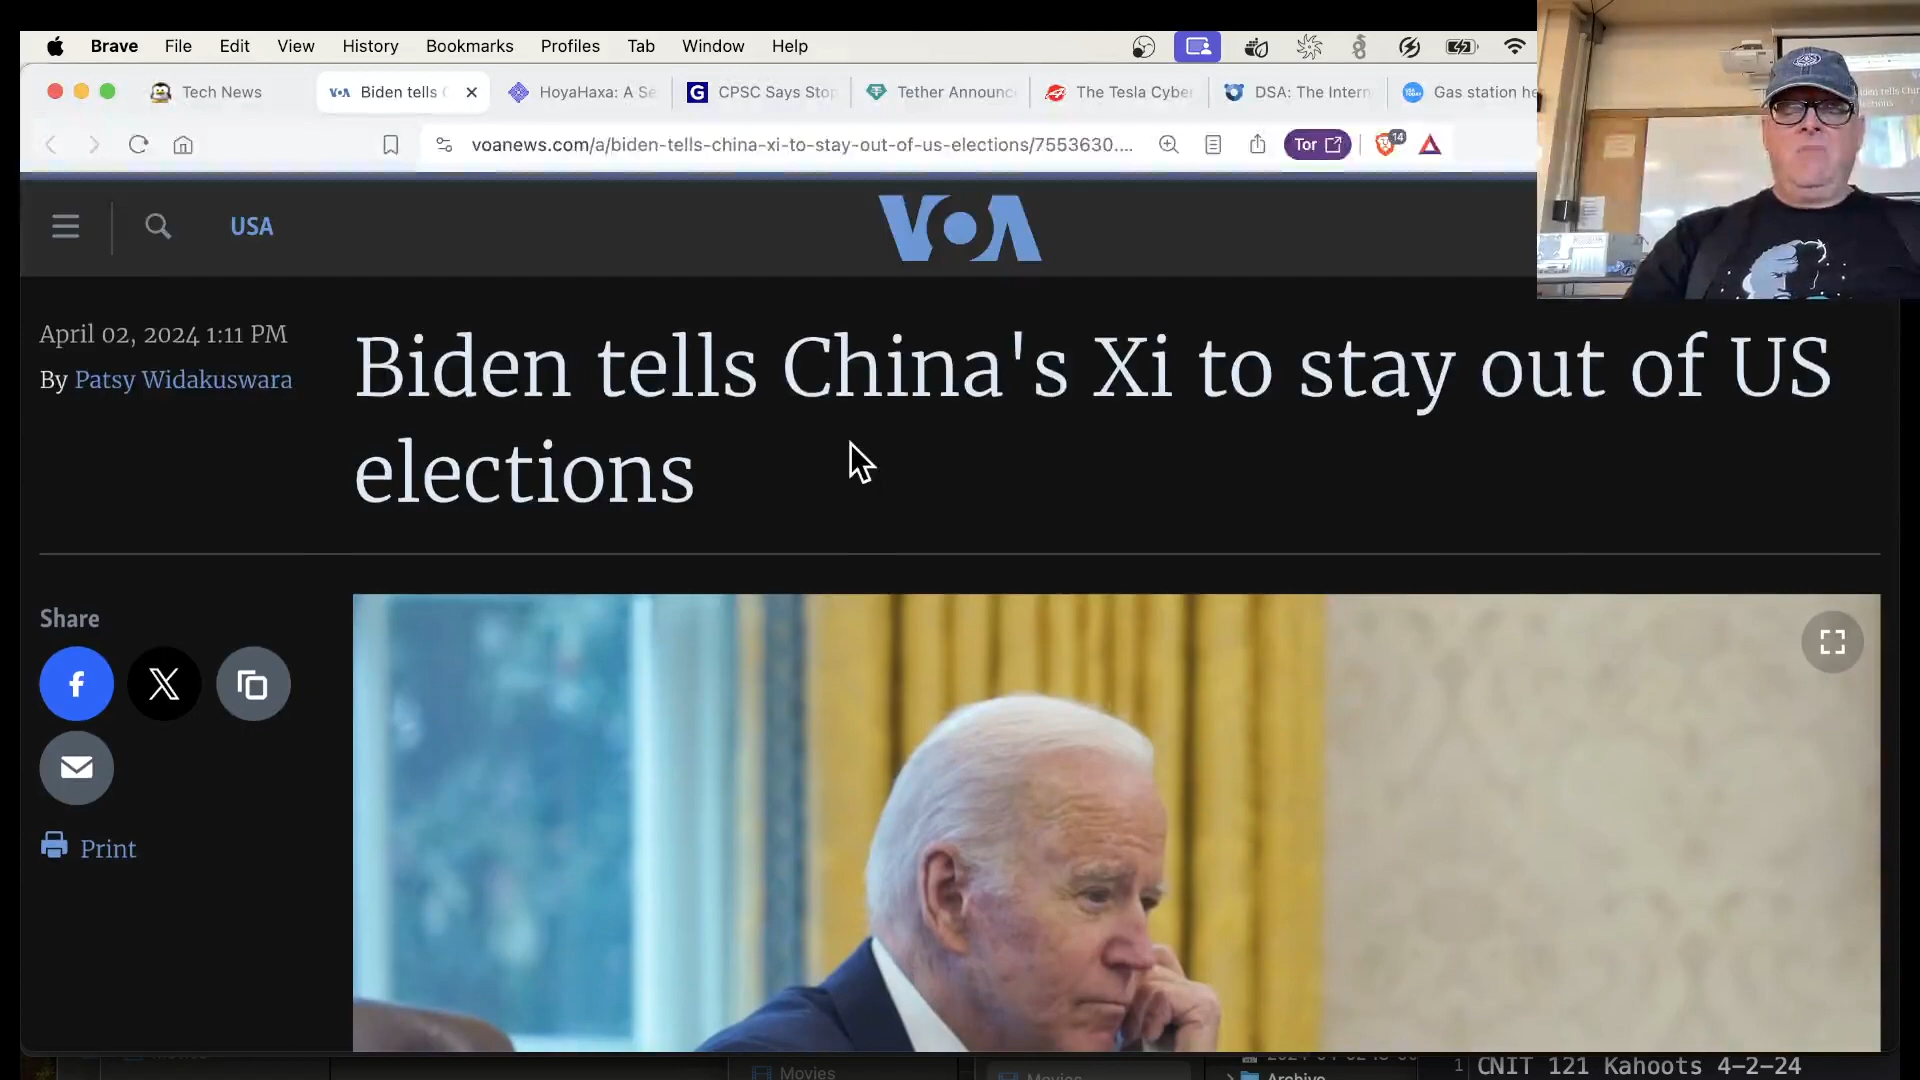 Brave File Edit View History Bookmarks Profiles Tab Window Help
Tech News
VOA Biden tells
HoyaHaxa: A Se
G CPSC Says Stop
Tether Announc
The Tesla Cyber
DSA: The Intern
Gas station he
voanews.com/a/biden-tells-china-xi-to-stay-out-of-us-elections/7553630....
Tor
14
USA
VOA
April 02, 2024 1:11 PM
By Patsy Widakuswara
Biden tells China's Xi to stay out of US
elections
Share
Print
Movies
Archive
1 CNIT 121 Kahoots 4-2-24